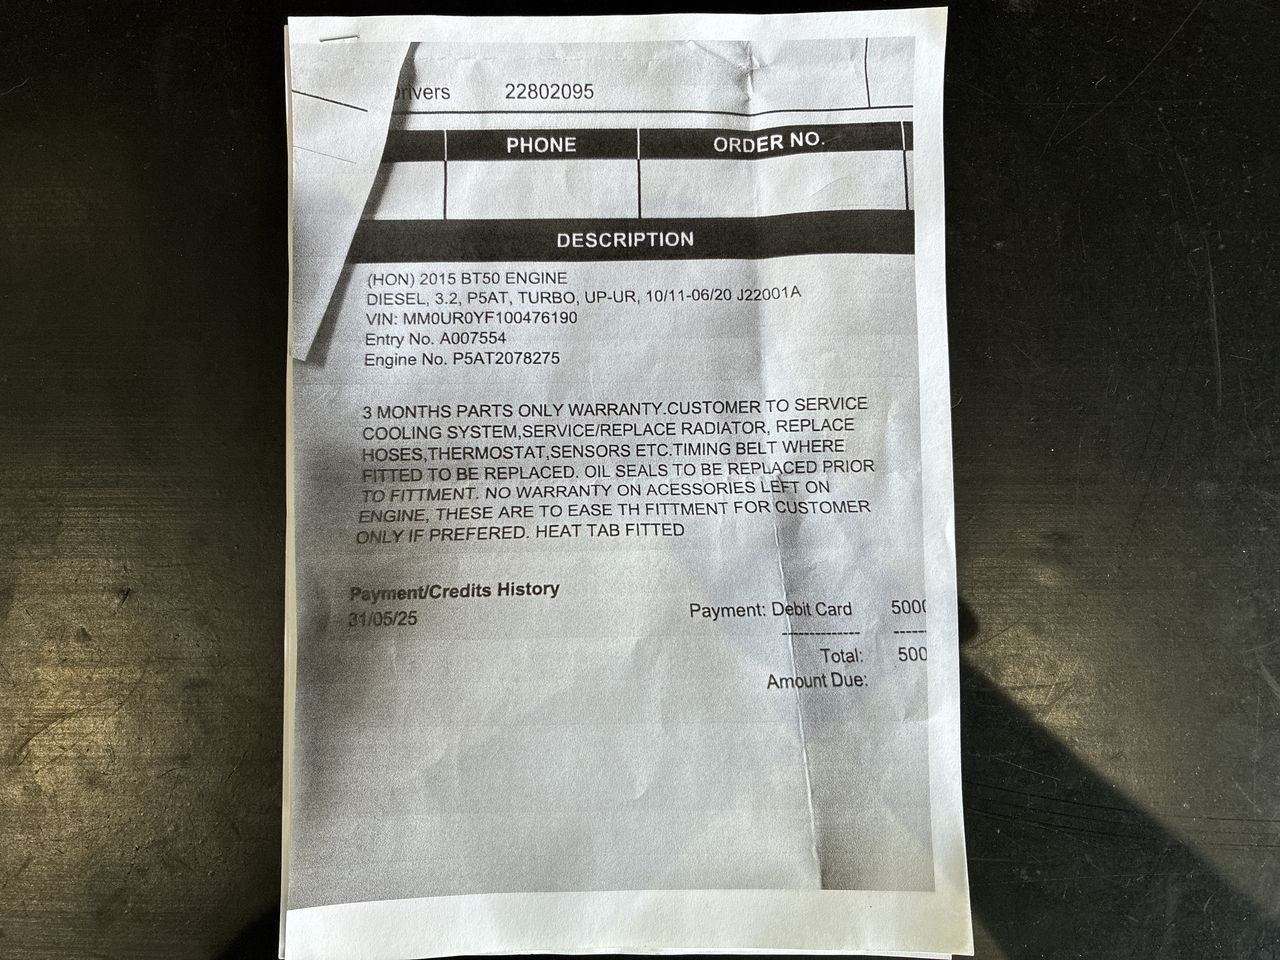 rivers 22802095
PHONE ORDER NO.
DESCRIPTION
(HON) 2015 BT50 ENGINE
DIESEL, 3.2, P5AT, TURBO, UP-UR, 10/11-06/20 J22001A
VIN: MM0UR0YF100476190
Entry No. A007554
Engine No. P5AT2078275
3 MONTHS PARTS ONLY WARRANTY.CUSTOMER TO SERVICE
COOLING SYSTEM,SERVICE/REPLACE RADIATOR, REPLACE
HOSES,THERMOSTAT,SENSORS ETC.TIMING BELT WHERE
FITTED TO BE REPLACED. OIL SEALS TO BE REPLACED PRIOR
TO FITTMENT. NO WARRANTY ON ACESSORIES LEFT ON
ENGINE, THESE ARE TO EASE TH FITTMENT FOR CUSTOMER
ONLY IF PREFERED. HEAT TAB FITTED
Payment/Credits History
31/05/25 Payment: Debit Card 5000
Total: 500
Amount Due: